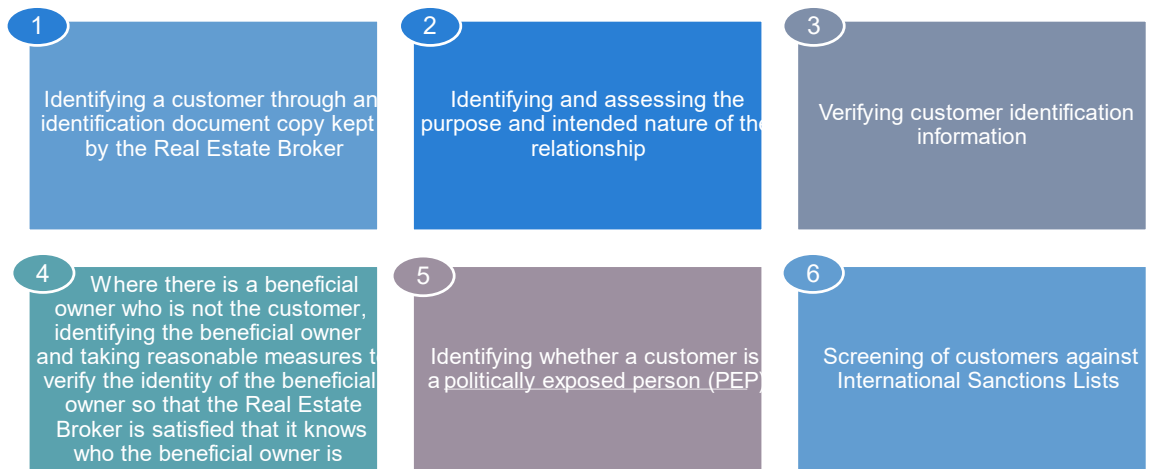 1
Identifying a customer through an
identification document copy kept
by the Real Estate Broker
2
Identifying and assessing the
purpose and intended nature of the
relationship
3
Verifying customer identification
information
4
Where there is a beneficial
owner who is not the customer,
identifying the beneficial owner
and taking reasonable measures t
verify the identity of the beneficial
owner so that the Real Estate
Broker is satisfied that it knows
who the beneficial owner is
5
Identifying whether a customer is
a politically exposed person (PEP)
6
Screening of customers against
International Sanctions Lists